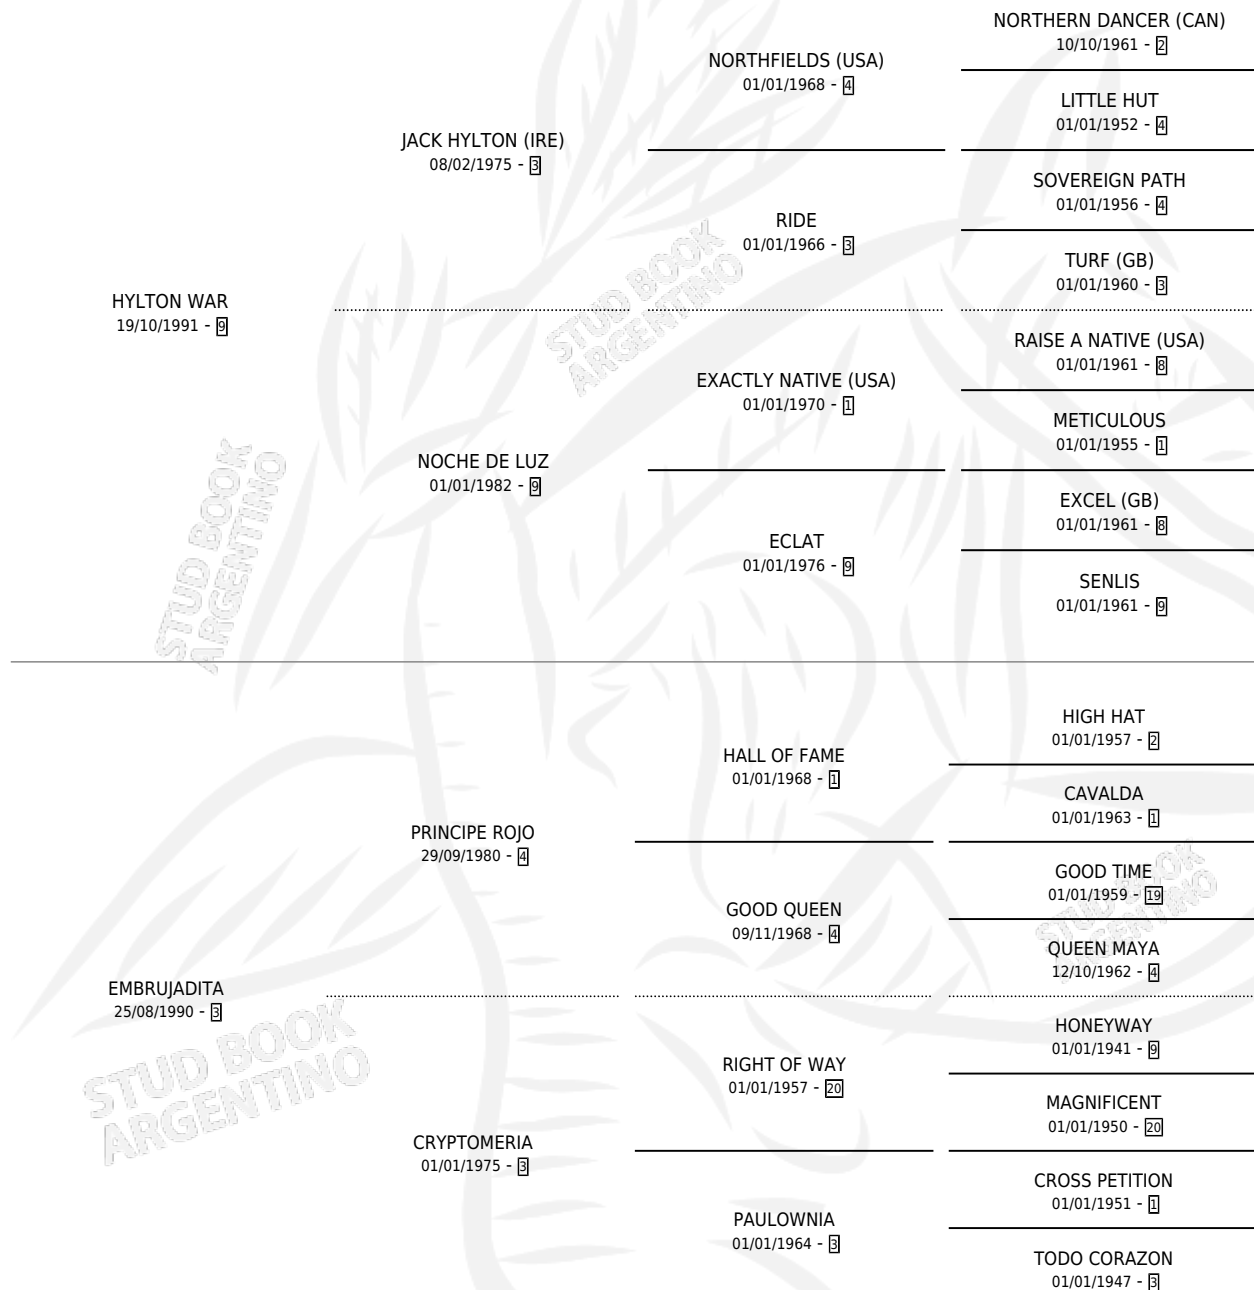 NORTHERN DANCER (CAN)
10/10/1961 - 2
NORTHFIELDS (USA)
01/01/1968 - 4
LITTLE HUT
01/01/1952 - 4
JACK HYLTON (IRE)
08/02/1975 - 3
SOVEREIGN PATH
01/01/1956 - 4
RIDE
01/01/1966 - 3
TURF (GB)
01/01/1960 - 3
HYLTON WAR
19/10/1991 - 9
RAISE A NATIVE (USA)
01/01/1961 - 8
EXACTLY NATIVE (USA)
01/01/1970 - 1
METICULOUS
01/01/1955 - 1
NOCHE DE LUZ
01/01/1982 - 9
EXCEL (GB)
01/01/1961 - 8
ECLAT
01/01/1976 - 9
SENLIS
01/01/1961 - 9
HIGH HAT
01/01/1957 - 2
HALL OF FAME
01/01/1968 - 1
CAVALDA
01/01/1963 - 1
PRINCIPE ROJO
29/09/1980 - 4
GOOD TIME
01/01/1959 - 19
GOOD QUEEN
09/11/1968 - 4
QUEEN MAYA
12/10/1962 - 4
EMBRUJADITA
25/08/1990 - 3
HONEYWAY
01/01/1941 - 9
RIGHT OF WAY
01/01/1957 - 20
MAGNIFICENT
01/01/1950 - 20
CRYPTOMERIA
01/01/1975 - 3
CROSS PETITION
01/01/1951 - 1
PAULOWNIA
01/01/1964 - 3
TODO CORAZON
01/01/1947 - 3
STUD BOOK
ARGENTINO
STUD BOOK
ARGENTINO
STUD BOOK
ARGENTINO
STUD BOOK
ARGENTINO